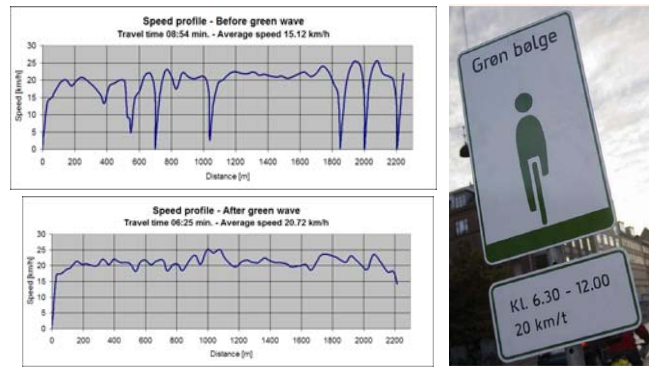 Speed profile - Before green wave
Travel time 08:54 min. - Average speed 15.12 km/h
Speed [km/h]
30
25
20
15
10
5
0
0 200 400 600 800 1000 1200 1400 1600 1800 2000 2200
Distance [m]
Speed profile - After green wave
Travel time 06:25 min. - Average speed 20.72 km/h
Speed [km/h]
30
25
20
15
10
5
0
0 200 400 600 800 1000 1200 1400 1600 1800 2000 2200
Distance [m]
Grøn bølge
Kl. 6.30 - 12.00
20 km/t